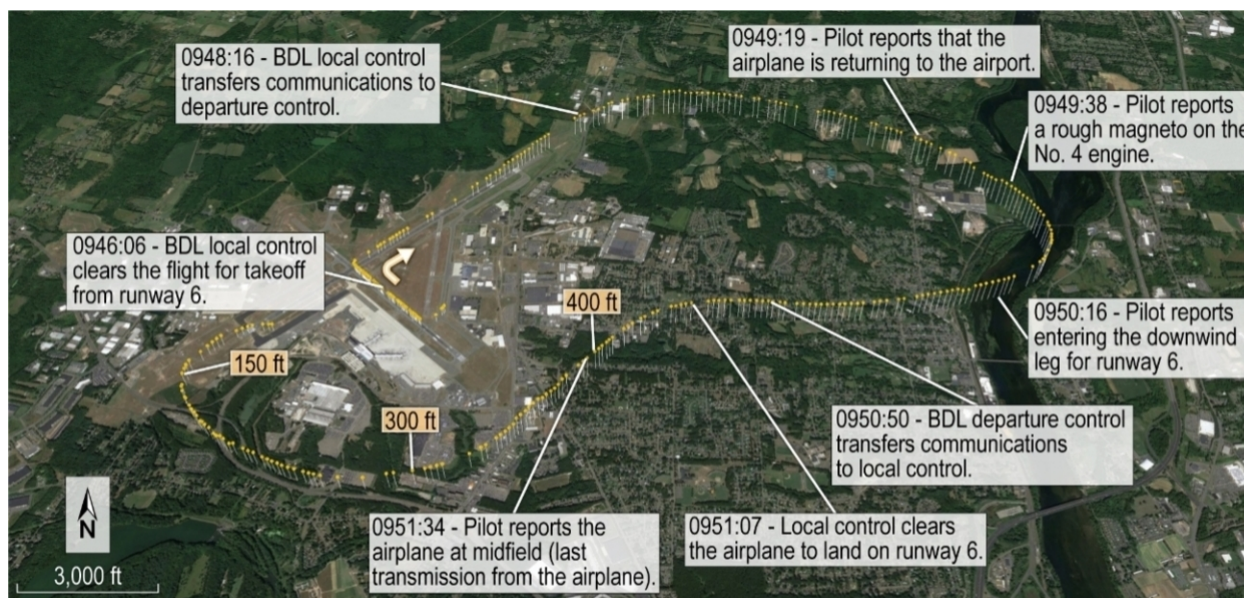 0948:16 - BDL local control
transfers communications to
departure control.
0949:19 - Pilot reports that the
airplane is returning to the airport.
0949:38 - Pilot reports
a rough magneto on the
No. 4 engine.
0946:06 - BDL local control
clears the flight for takeoff
from runway 6.
400 ft
150 ft
300 ft
0950:16 - Pilot reports
entering the downwind
leg for runway 6.
0950:50 - BDL departure control
transfers communications
to local control.
0951:34 - Pilot reports the
airplane at midfield (last
transmission from the airplane).
0951:07 - Local control clears
the airplane to land on runway 6.
N
3,000 ft